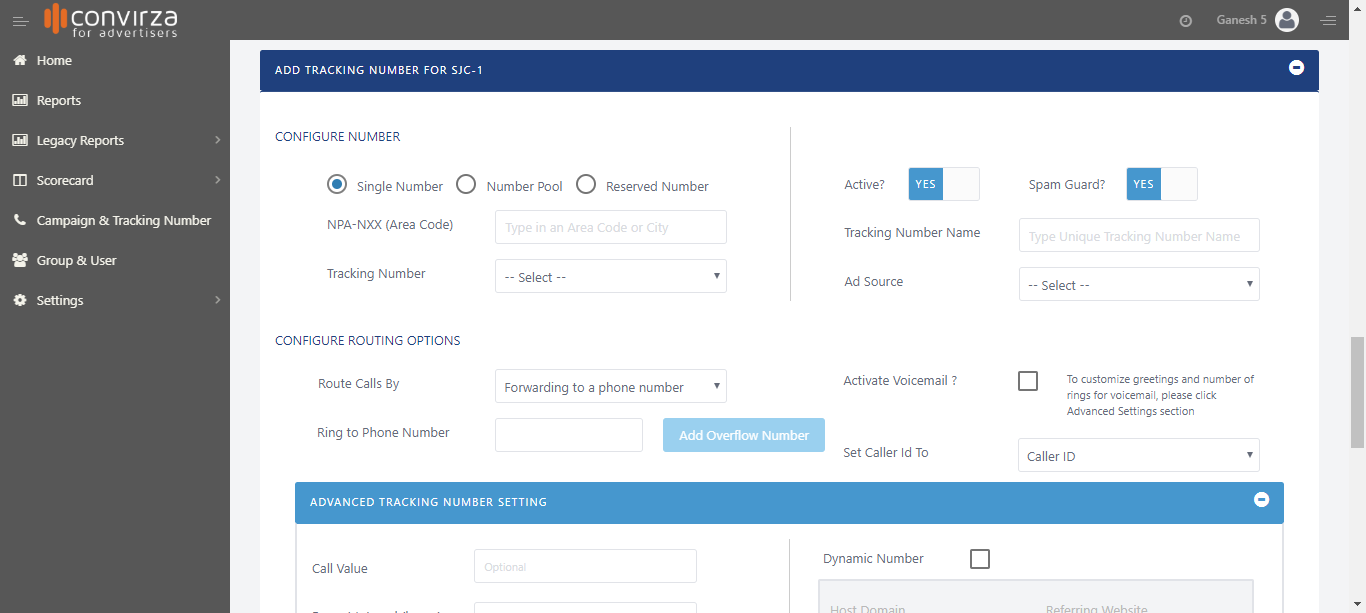 convirza
for advertisers
Ganesh 5
Home
Reports
Legacy Reports
Scorecard
Campaign & Tracking Number
Group & User
Settings
ADD TRACKING NUMBER FOR SJC-1
CONFIGURE NUMBER
Single Number
Number Pool
Reserved Number
NPA-NXX (Area Code)
Type in an Area Code or City
Tracking Number
-- Select --
Active?
YES
Spam Guard?
YES
Tracking Number Name
Type Unique Tracking Number Name
Ad Source
-- Select --
CONFIGURE ROUTING OPTIONS
Route Calls By
Forwarding to a phone number
Ring to Phone Number
Add Overflow Number
Activate Voicemail ?
To customize greetings and number of
rings for voicemail, please click
Advanced Settings section
Set Caller Id To
Caller ID
ADVANCED TRACKING NUMBER SETTING
Call Value
Optional
Dynamic Number
Host Domain
Referring Website